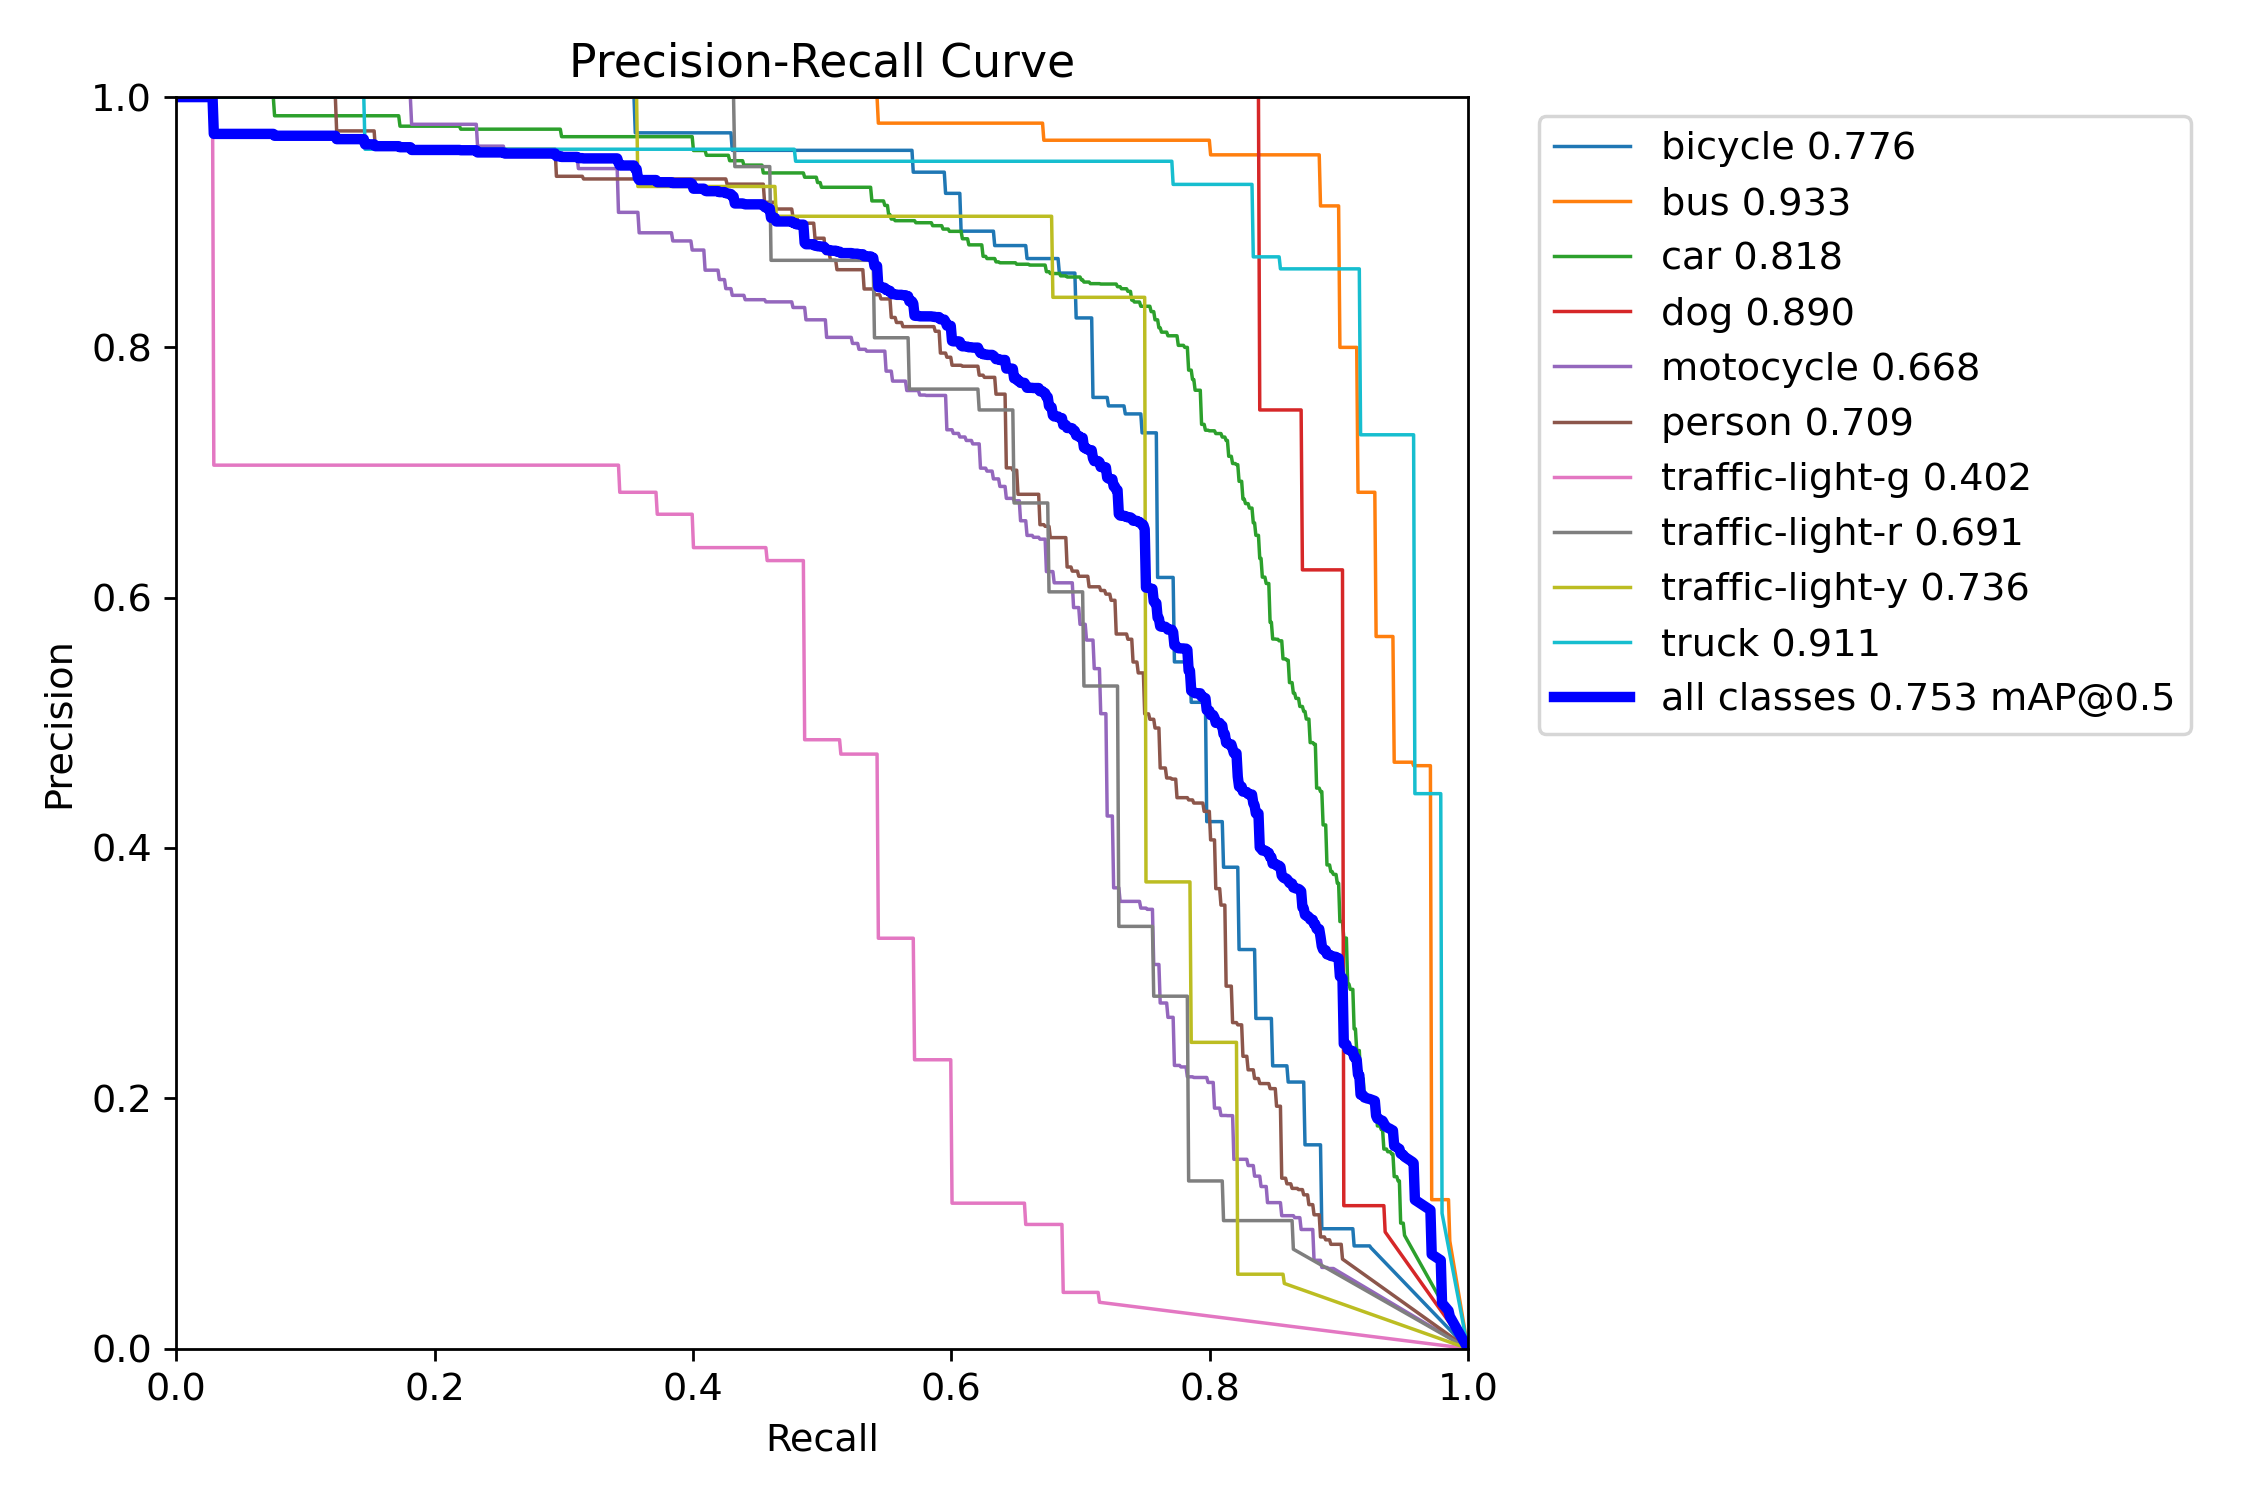 Precision-Recall Curve
1.0
0.8
0.6
0.4
0.2
0.0
Precision
0.0 0.2 0.4 0.6 0.8 1.0
Recall
bicycle 0.776
bus 0.933
car 0.818
dog 0.890
motocycle 0.668
person 0.709
traffic-light-g 0.402
traffic-light-r 0.691
traffic-light-y 0.736
truck 0.911
all classes 0.753 mAP@0.5